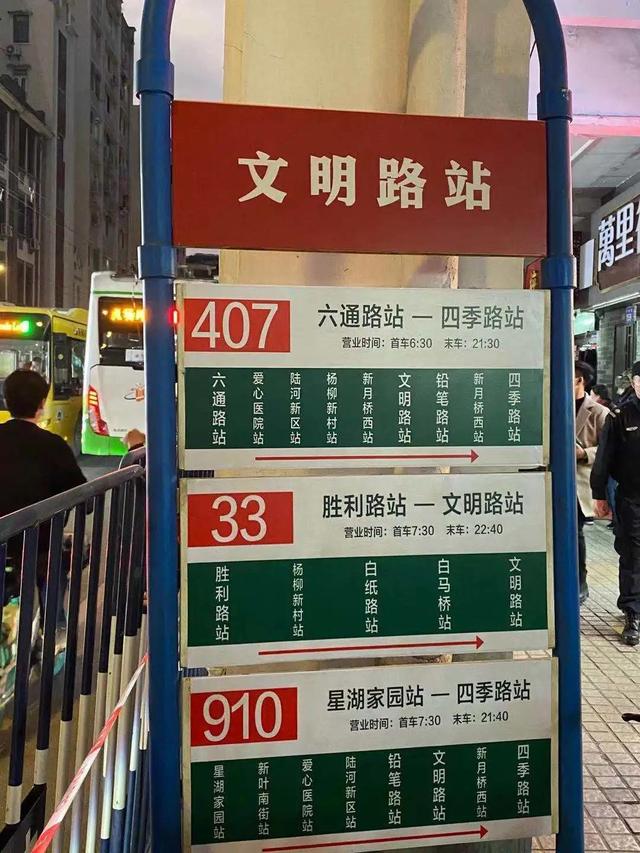 文明路站
407
六通路站 — 四季路站
营业时间：首车6:30 末车：21:30
六通路站
爱心医院站
陆河新区站
杨柳新村站
新月桥西站
文明路站
铅笔路站
新月桥西站
四季路站
33
胜利路站 — 文明路站
营业时间：首车7:30 末车：22:40
胜利路站
杨柳新村站
白纸路站
白马桥站
文明路站
910
星湖家园站 — 四季路站
营业时间：首车7:30 末车：21:40
星湖家园站
新叶南街站
爱心医院站
陆河新区站
铅笔路站
文明路站
新月桥西站
四季路站
萬里